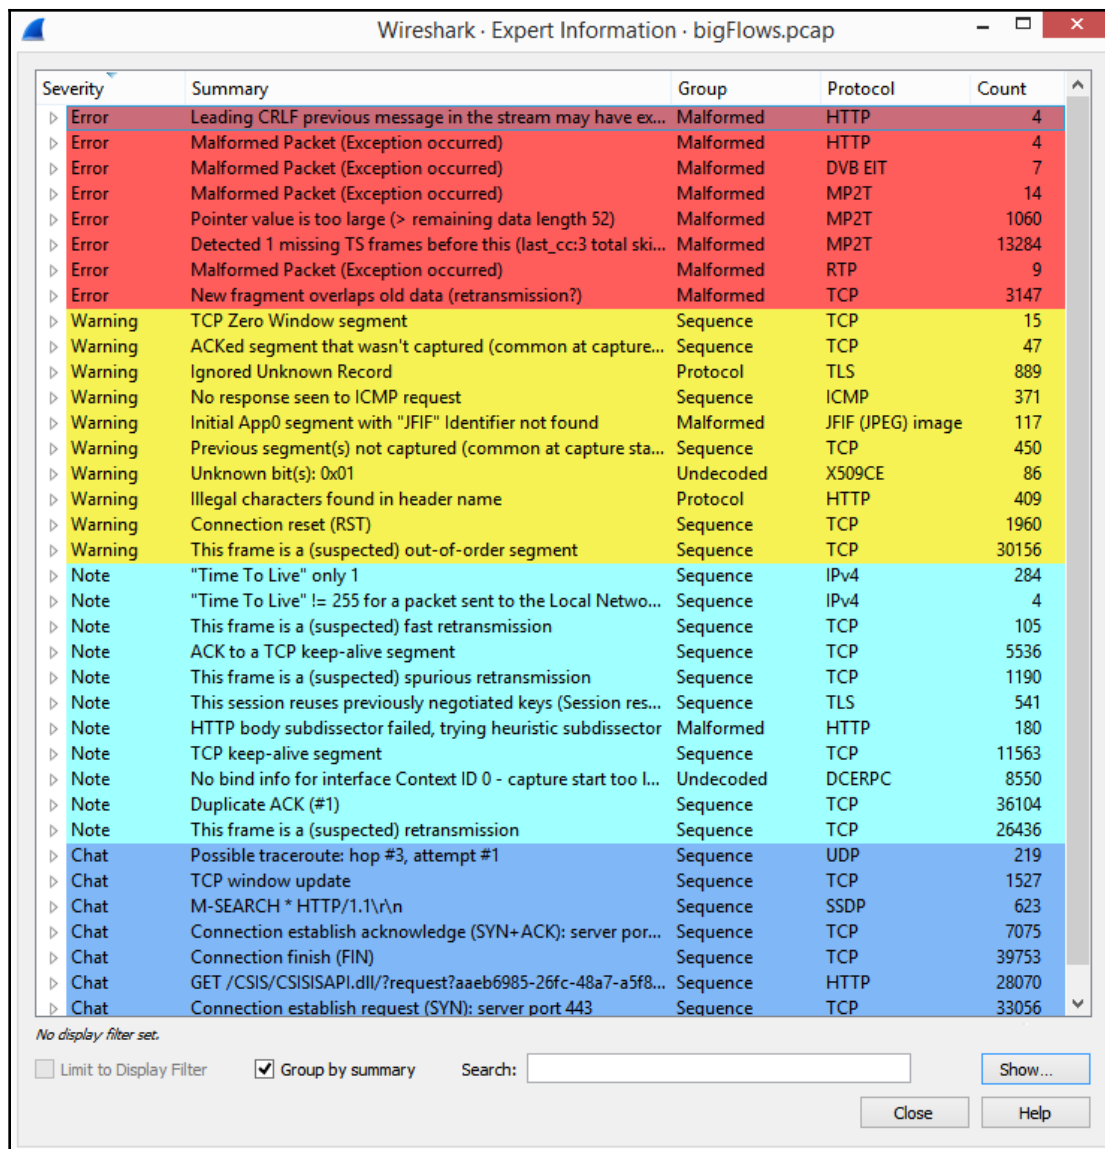 Wireshark · Expert Information · bigFlows.pcap
Severity Summary Group Protocol Count
Error Leading CRLF previous message in the stream may have ex... Malformed HTTP 4
Error Malformed Packet (Exception occurred) Malformed HTTP 4
Error Malformed Packet (Exception occurred) Malformed DVB EIT 7
Error Malformed Packet (Exception occurred) Malformed MP2T 14
Error Pointer value is too large (> remaining data length 52) Malformed MP2T 1060
Error Detected 1 missing TS frames before this (last_cc:3 total ski... Malformed MP2T 13284
Error Malformed Packet (Exception occurred) Malformed RTP 9
Error New fragment overlaps old data (retransmission?) Malformed TCP 3147
Warning TCP Zero Window segment Sequence TCP 15
Warning ACKed segment that wasn't captured (common at capture... Sequence TCP 47
Warning Ignored Unknown Record Protocol TLS 889
Warning No response seen to ICMP request Sequence ICMP 371
Warning Initial App0 segment with "JFIF" Identifier not found Malformed JFIF (JPEG) image 117
Warning Previous segment(s) not captured (common at capture sta... Sequence TCP 450
Warning Unknown bit(s): 0x01 Undecoded X509CE 86
Warning Illegal characters found in header name Protocol HTTP 409
Warning Connection reset (RST) Sequence TCP 1960
Warning This frame is a (suspected) out-of-order segment Sequence TCP 30156
Note "Time To Live" only 1 Sequence IPv4 284
Note "Time To Live" != 255 for a packet sent to the Local Netwo... Sequence IPv4 4
Note This frame is a (suspected) fast retransmission Sequence TCP 105
Note ACK to a TCP keep-alive segment Sequence TCP 5536
Note This frame is a (suspected) spurious retransmission Sequence TCP 1190
Note This session reuses previously negotiated keys (Session res... Sequence TLS 541
Note HTTP body subdissector failed, trying heuristic subdissector Malformed HTTP 180
Note TCP keep-alive segment Sequence TCP 11563
Note No bind info for interface Context ID 0 - capture start too l... Undecoded DCERPC 8550
Note Duplicate ACK (#1) Sequence TCP 36104
Note This frame is a (suspected) retransmission Sequence TCP 26436
Chat Possible traceroute: hop #3, attempt #1 Sequence UDP 219
Chat TCP window update Sequence TCP 1527
Chat M-SEARCH * HTTP/1.1\r\n Sequence SSDP 623
Chat Connection establish acknowledge (SYN+ACK): server por... Sequence TCP 7075
Chat Connection finish (FIN) Sequence TCP 39753
Chat GET /CSIS/CSISISAPI.dll/?request?aaeb6985-26fc-48a7-a5f8... Sequence HTTP 28070
Chat Connection establish request (SYN): server port 443 Sequence TCP 33056
No display filter set.
Limit to Display Filter Group by summary Search: Show...
Close Help